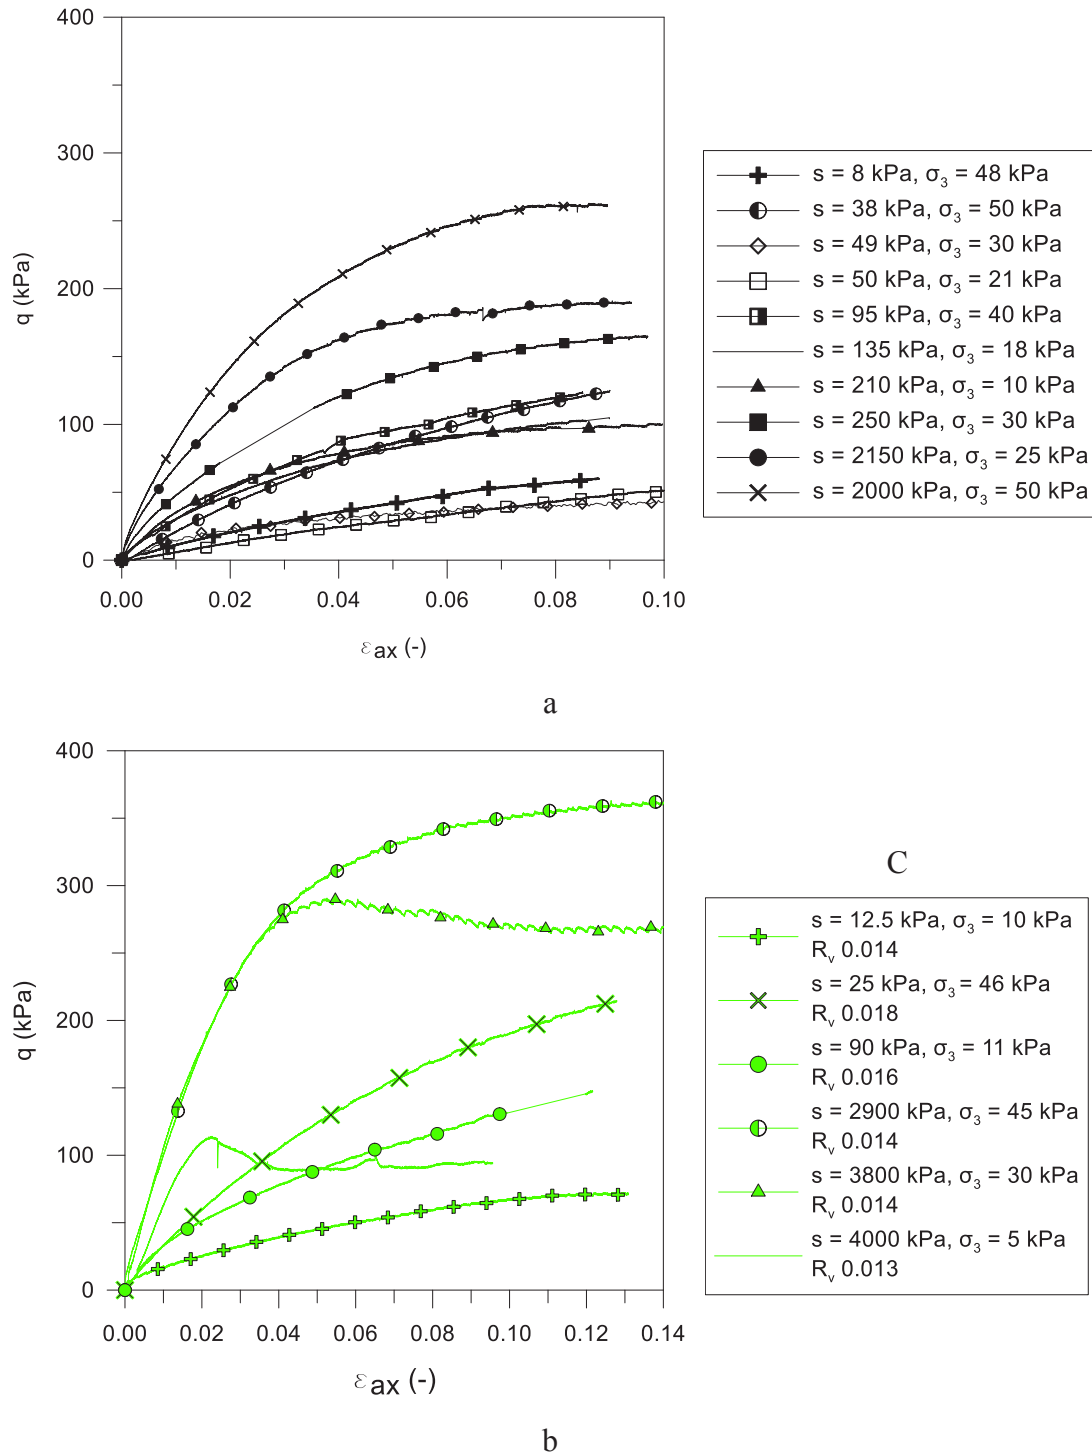 400
300
200
100
0
q (kPa)
0.00 0.02 0.04 0.06 0.08 0.10
εax (-)
s = 8 kPa, σ3 = 48 kPa
s = 38 kPa, σ3 = 50 kPa
s = 49 kPa, σ3 = 30 kPa
s = 50 kPa, σ3 = 21 kPa
s = 95 kPa, σ3 = 40 kPa
s = 135 kPa, σ3 = 18 kPa
s = 210 kPa, σ3 = 10 kPa
s = 250 kPa, σ3 = 30 kPa
s = 2150 kPa, σ3 = 25 kPa
s = 2000 kPa, σ3 = 50 kPa
a
400
300
200
100
0
q (kPa)
0.00 0.02 0.04 0.06 0.08 0.10 0.12 0.14
εax (-)
C
s = 12.5 kPa, σ3 = 10 kPa
Rv 0.014
s = 25 kPa, σ3 = 46 kPa
Rv 0.018
s = 90 kPa, σ3 = 11 kPa
Rv 0.016
s = 2900 kPa, σ3 = 45 kPa
Rv 0.014
s = 3800 kPa, σ3 = 30 kPa
Rv 0.014
s = 4000 kPa, σ3 = 5 kPa
Rv 0.013
b